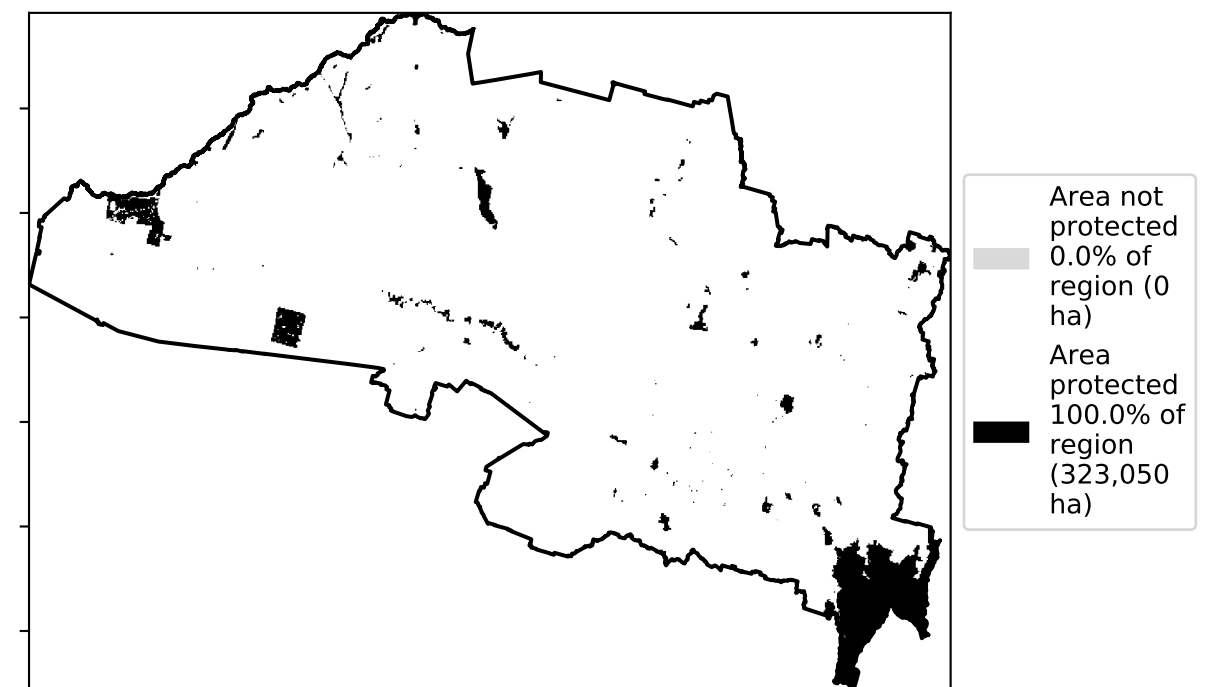 Area not
protected
0.0% of
region (0
ha)
Area
protected
100.0% of
region
(323,050
ha)